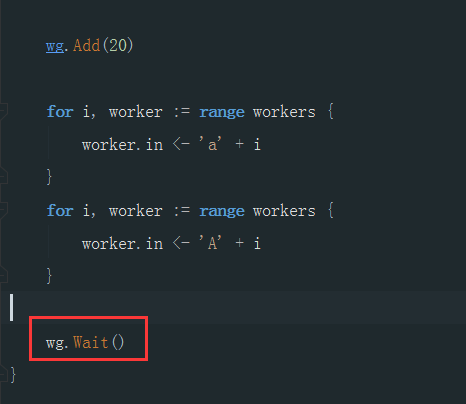 wg.Add(20)
for i, worker := range workers {
worker.in <- 'a' + i
}
for i, worker := range workers {
worker.in <- 'A' + i
}
wg.Wait()
}